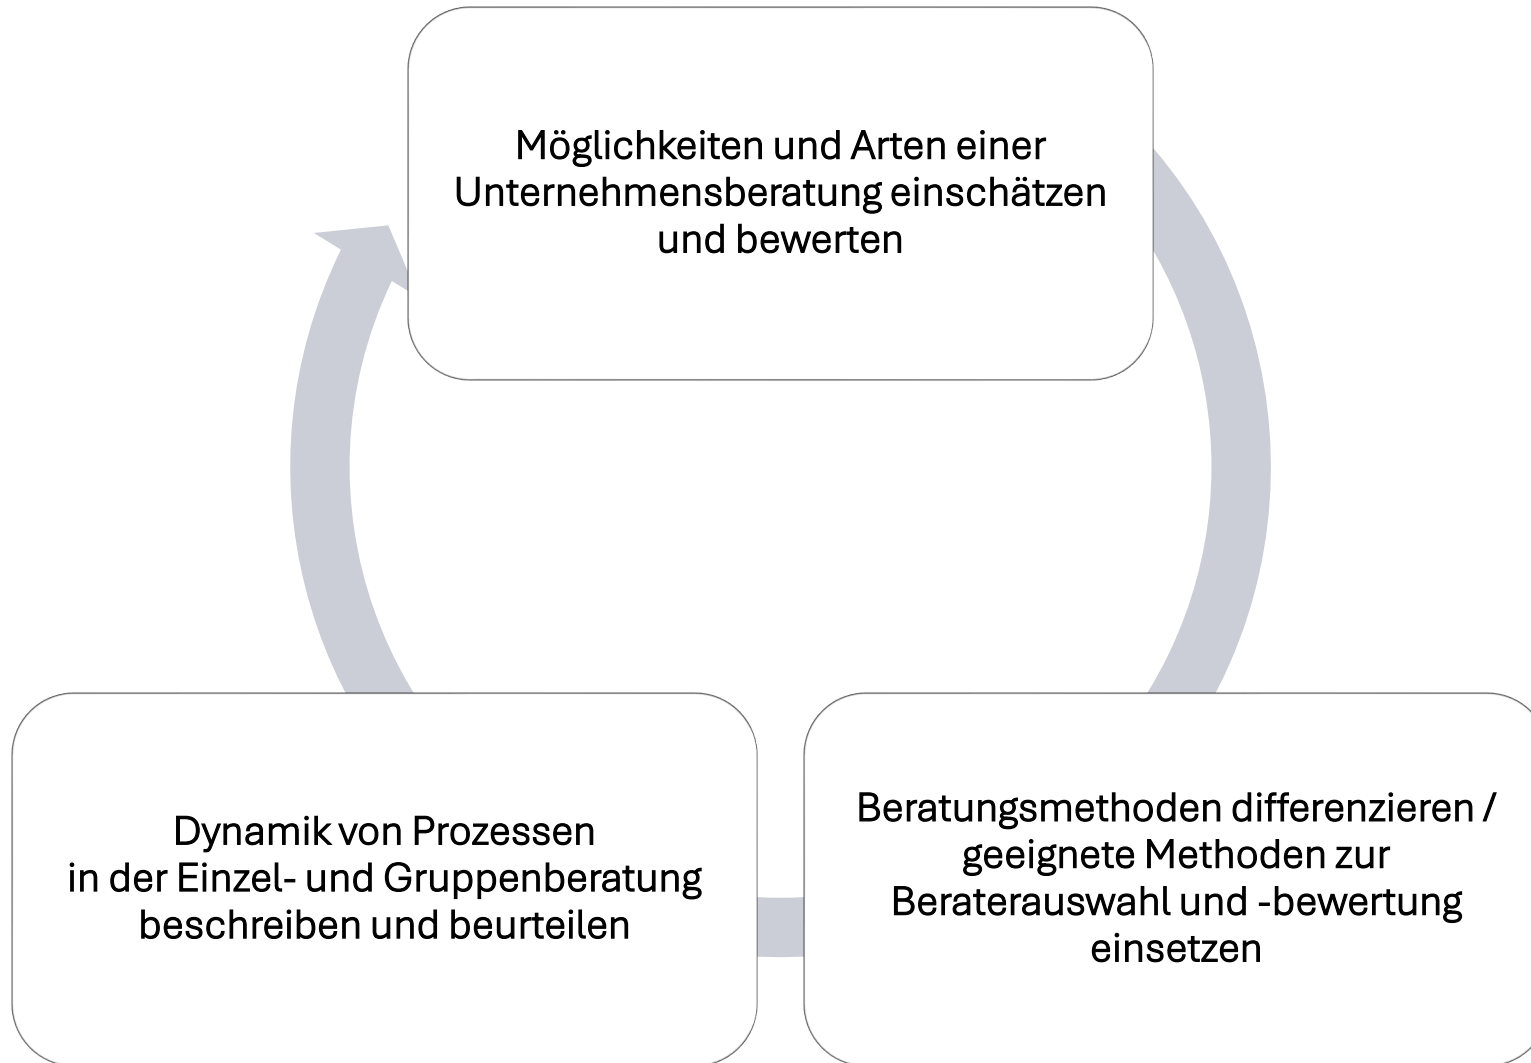 Möglichkeiten und Arten einer
Unternehmensberatung einschätzen
und bewerten
Beratungsmethoden differenzieren /
geeignete Methoden zur
Beraterauswahl und -bewertung
einsetzen
Dynamik von Prozessen
in der Einzel- und Gruppenberatung
beschreiben und beurteilen